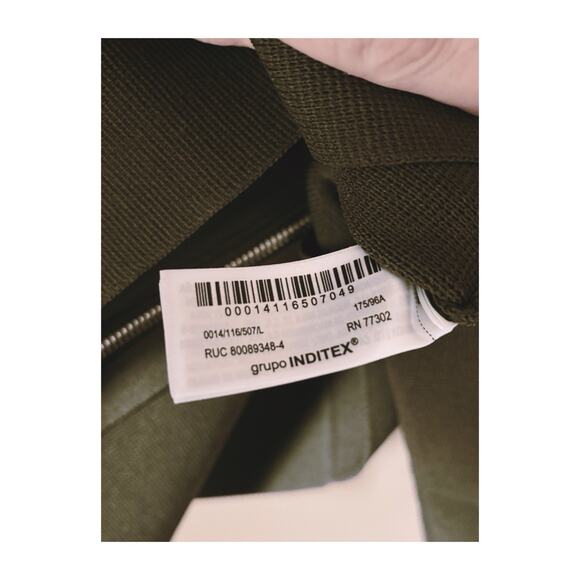 00014116507049
0014/116/507/L 175/96A
RUC 80089348-4 RN 77302
grupo INDITEX®